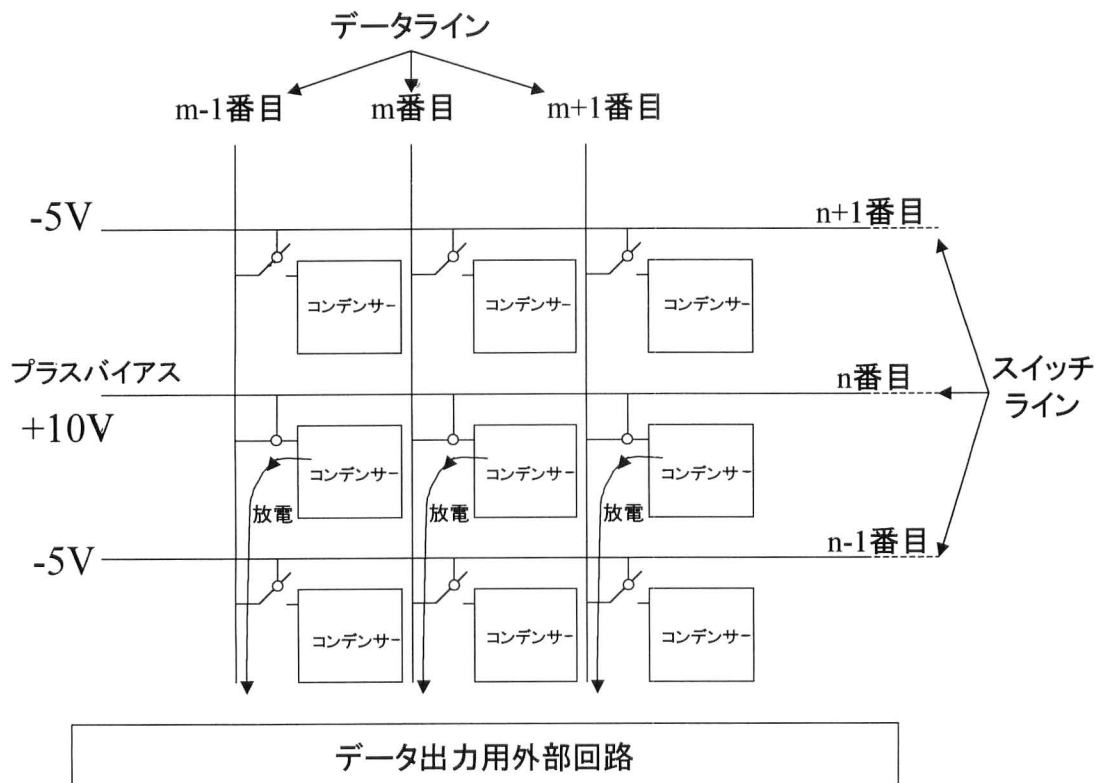 データライン
m-1番目 m番目 m+1番目
-5V
n+1番目
コンデンサー コンデンサー コンデンサー
プラスバイアス
n番目
スイッチ
ライン
+10V
コンデンサー コンデンサー コンデンサー
放電 放電 放電
-5V
n-1番目
コンデンサー コンデンサー コンデンサー
データ出力用外部回路